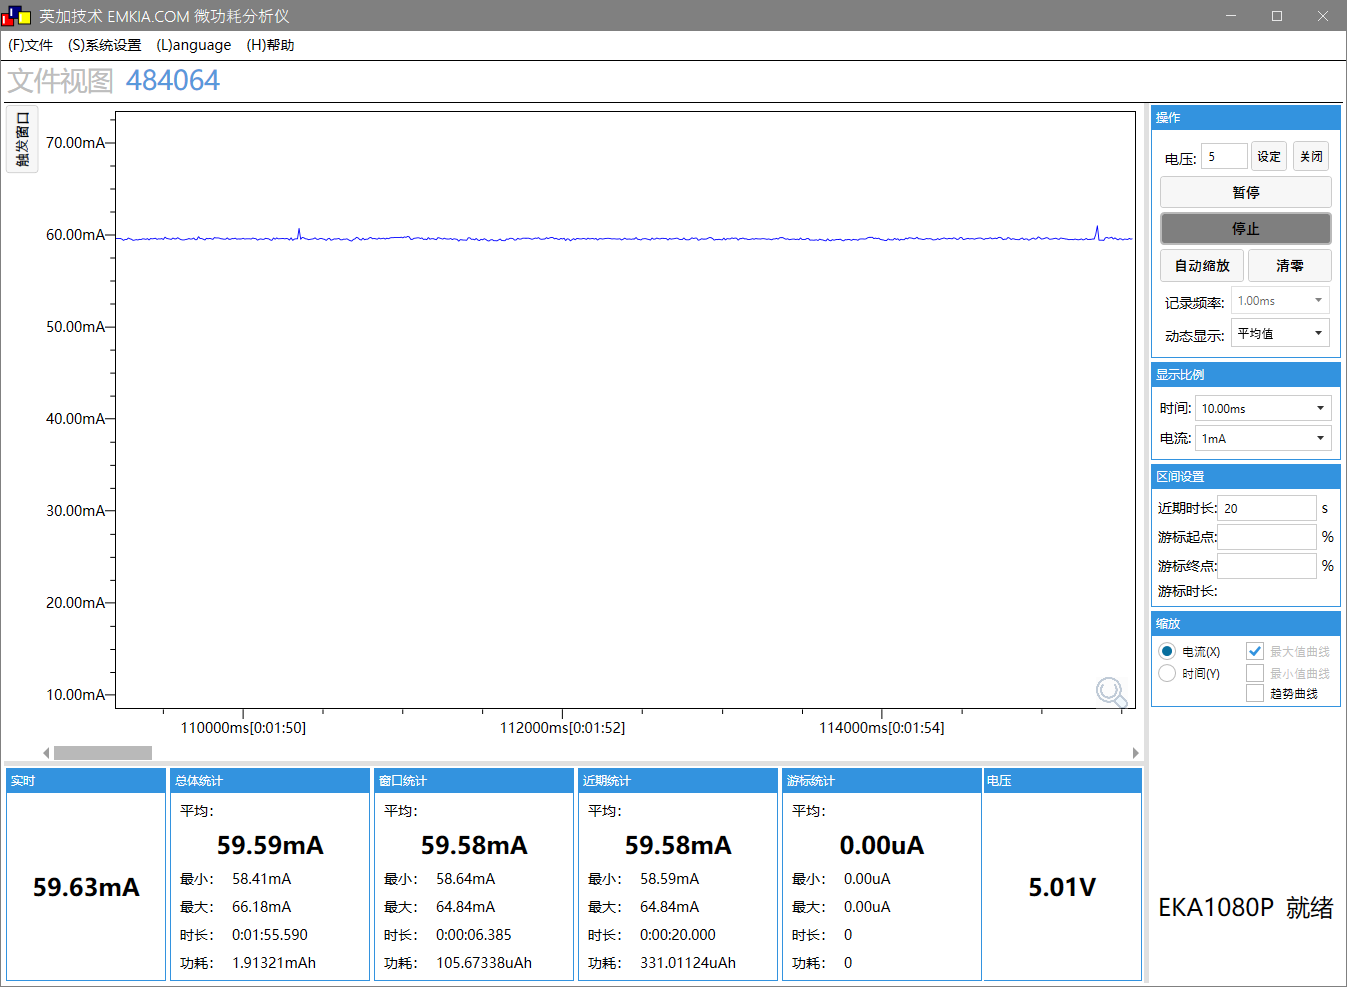 英加技术 EMKIA.COM 微功耗分析仪
(F)文件 (S)系统设置 (L)anguage (H)帮助
文件视图 484064
触发窗口
70.00mA
60.00mA
50.00mA
40.00mA
30.00mA
20.00mA
10.00mA
110000ms[0:01:50] 112000ms[0:01:52] 114000ms[0:01:54]
操作
电压: 5 设定 关闭
暂停
停止
自动缩放 清零
记录频率: 1.00ms
动态显示: 平均值
显示比例
时间: 10.00ms
电流: 1mA
区间设置
近期时长: 20 s
游标起点: %
游标终点: %
游标时长:
缩放
电流(X) 最大值曲线
时间(Y) 最小值曲线
趋势曲线
实时
59.63mA
总体统计
平均:
59.59mA
最小: 58.41mA
最大: 66.18mA
时长: 0:01:55.590
功耗: 1.91321mAh
窗口统计
平均:
59.58mA
最小: 58.64mA
最大: 64.84mA
时长: 0:00:06.385
功耗: 105.67338uAh
近期统计
平均:
59.58mA
最小: 58.59mA
最大: 64.84mA
时长: 0:00:20.000
功耗: 331.01124uAh
游标统计
平均:
0.00uA
最小: 0.00uA
最大: 0.00uA
时长: 0
功耗: 0
电压
5.01V
EKA1080P 就绪